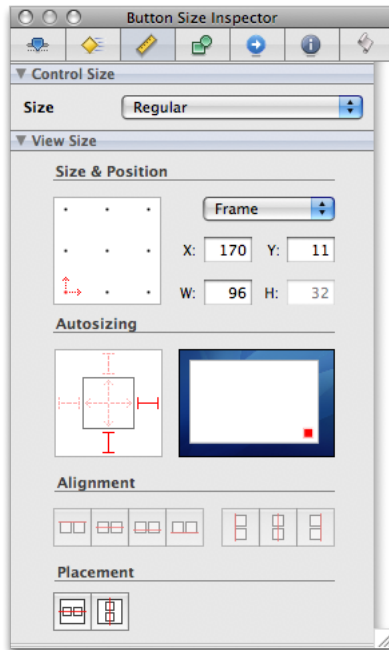 Button Size Inspector
Control Size
Size Regular
View Size
Size & Position
Frame
X: 170 Y: 11
W: 96 H: 32
Autosizing
Alignment
Placement